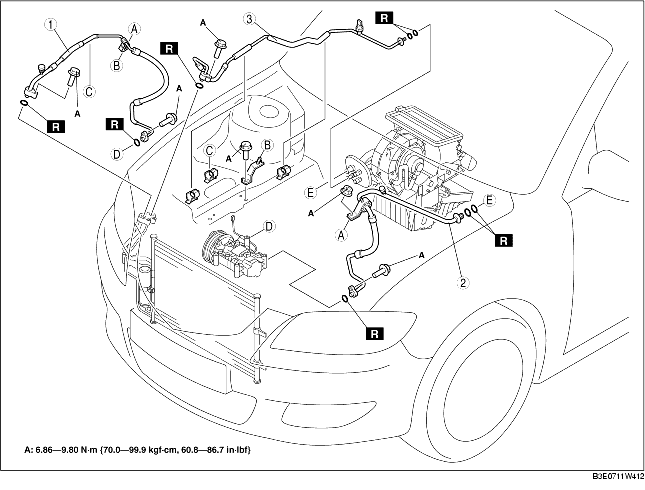 1
A
B
A
C
A
R
R
D
3
A
R
R
C
A
B
E
A
A
D
E
R
2
A
R
A: 6.86—9.80 N·m {70.0—99.9 kgf·cm, 60.8—86.7 in·lbf}
B3E0711W412